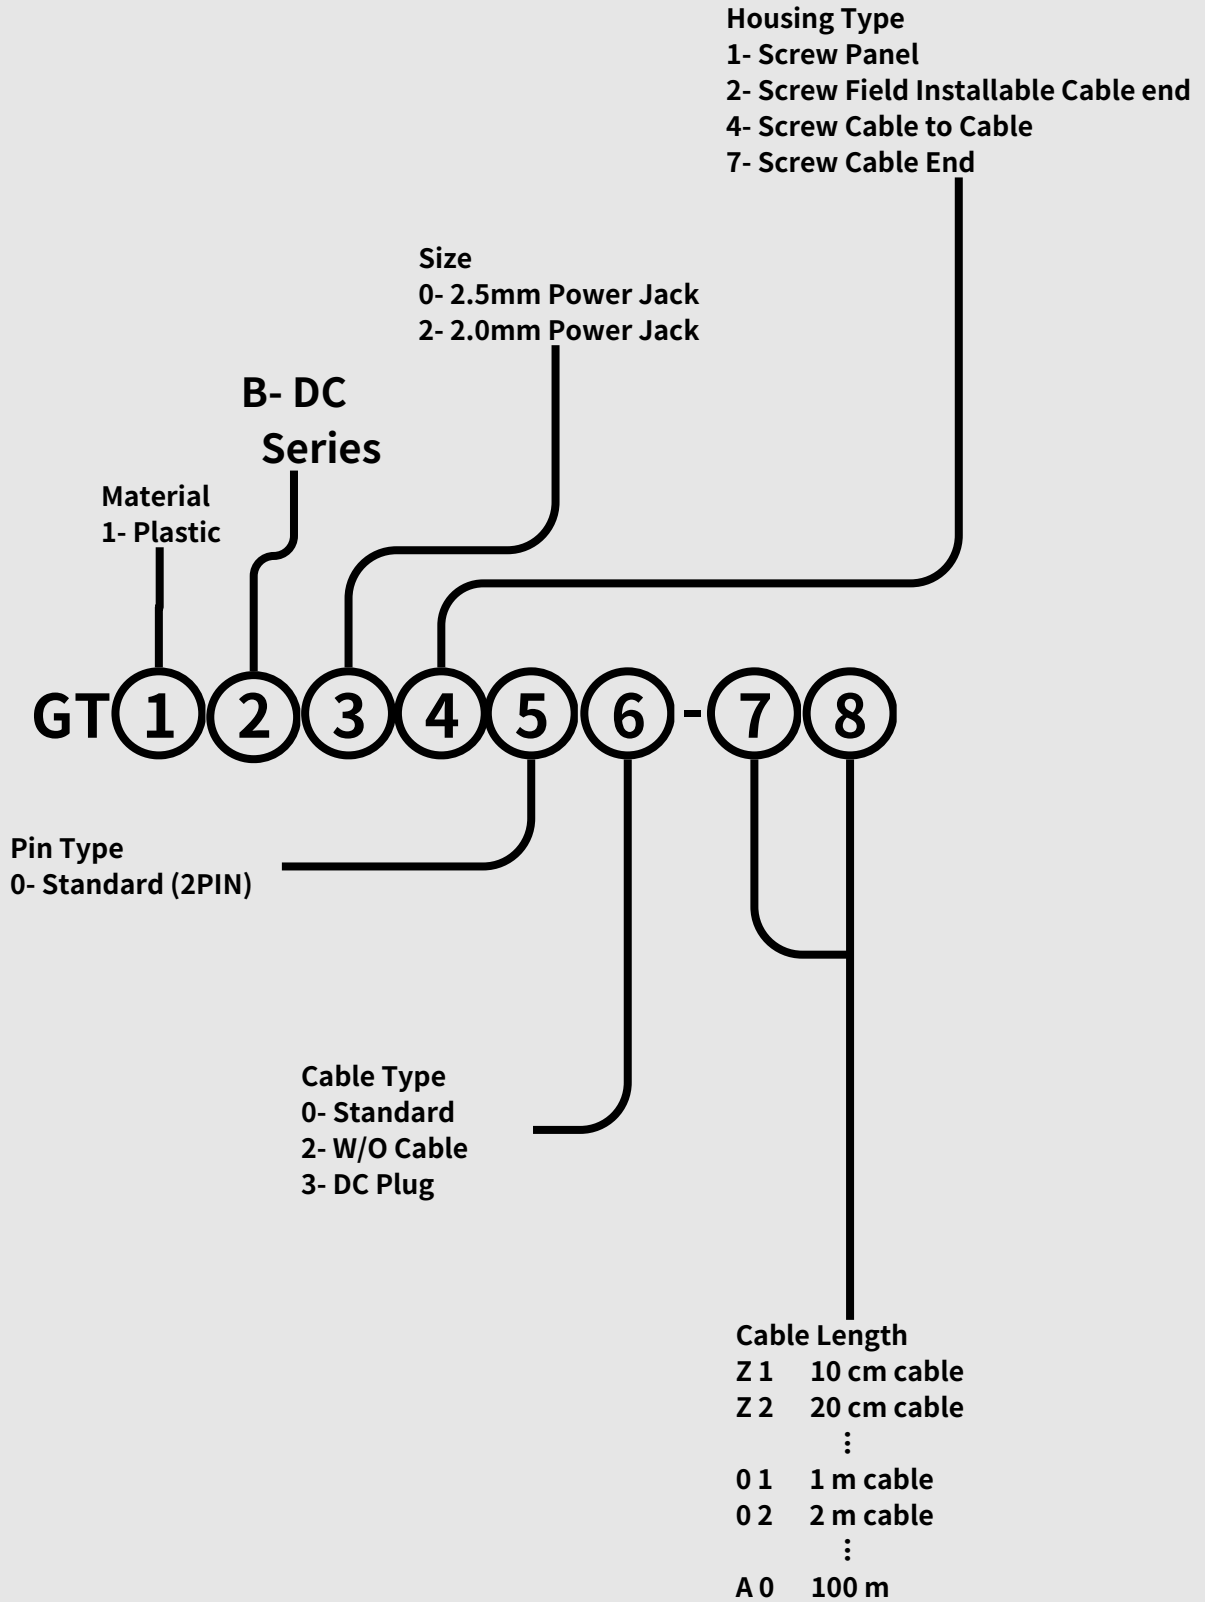 Housing Type
1- Screw Panel
2- Screw Field Installable Cable end
4- Screw Cable to Cable
7- Screw Cable End
Size
0- 2.5mm Power Jack
2- 2.0mm Power Jack
B- DC
Series
Material
1- Plastic
GT 1 2 3 4 5 6 - 7 8
Pin Type
0- Standard (2PIN)
Cable Type
0- Standard
2- W/O Cable
3- DC Plug
Cable Length
Z 1 10 cm cable
Z 2 20 cm cable
⋮
0 1 1 m cable
0 2 2 m cable
⋮
A 0 100 m